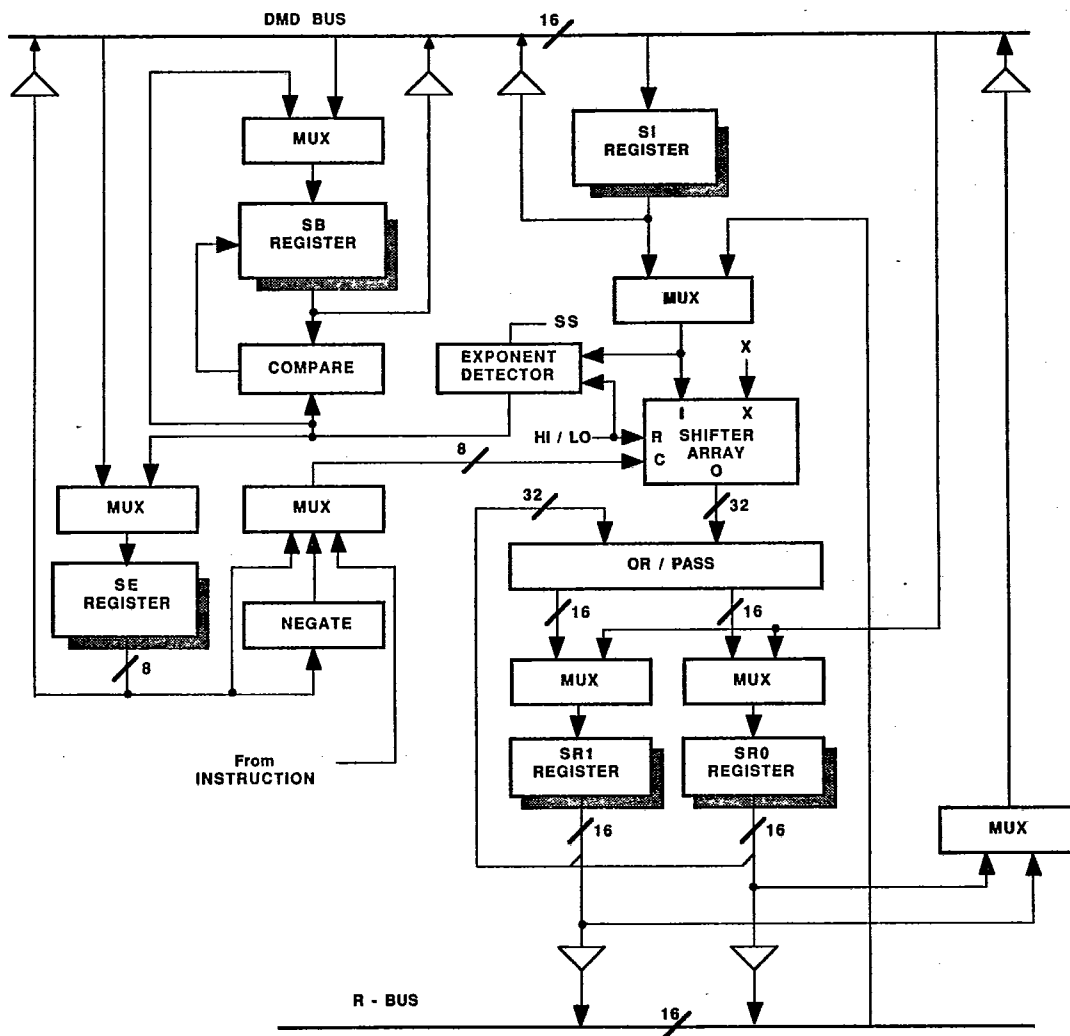 DMD BUS
16
MUX
SI
REGISTER
SB
REGISTER
MUX
SS
X
COMPARE
EXPONENT
DETECTOR
I X
HI / LO
R SHIFTER
ARRAY
C
O
8
MUX
MUX
32
32
OR / PASS
SE
REGISTER
NEGATE
16
16
8
MUX
MUX
From
INSTRUCTION
SR1
REGISTER
SR0
REGISTER
16
16
MUX
R - BUS
16